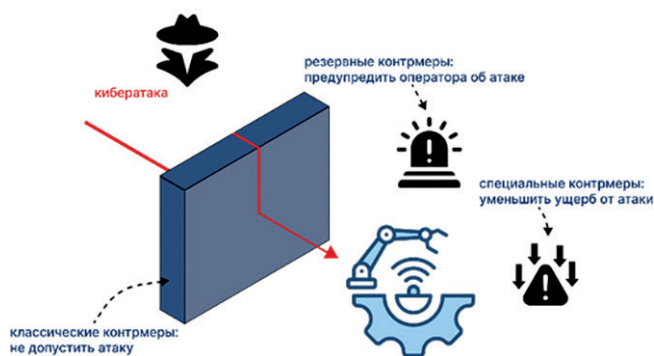 кибератака
резервные контрмеры:
предупредить оператора об атаке
специальные контрмеры:
уменьшить ущерб от атаки
классические контрмеры:
не допустить атаку